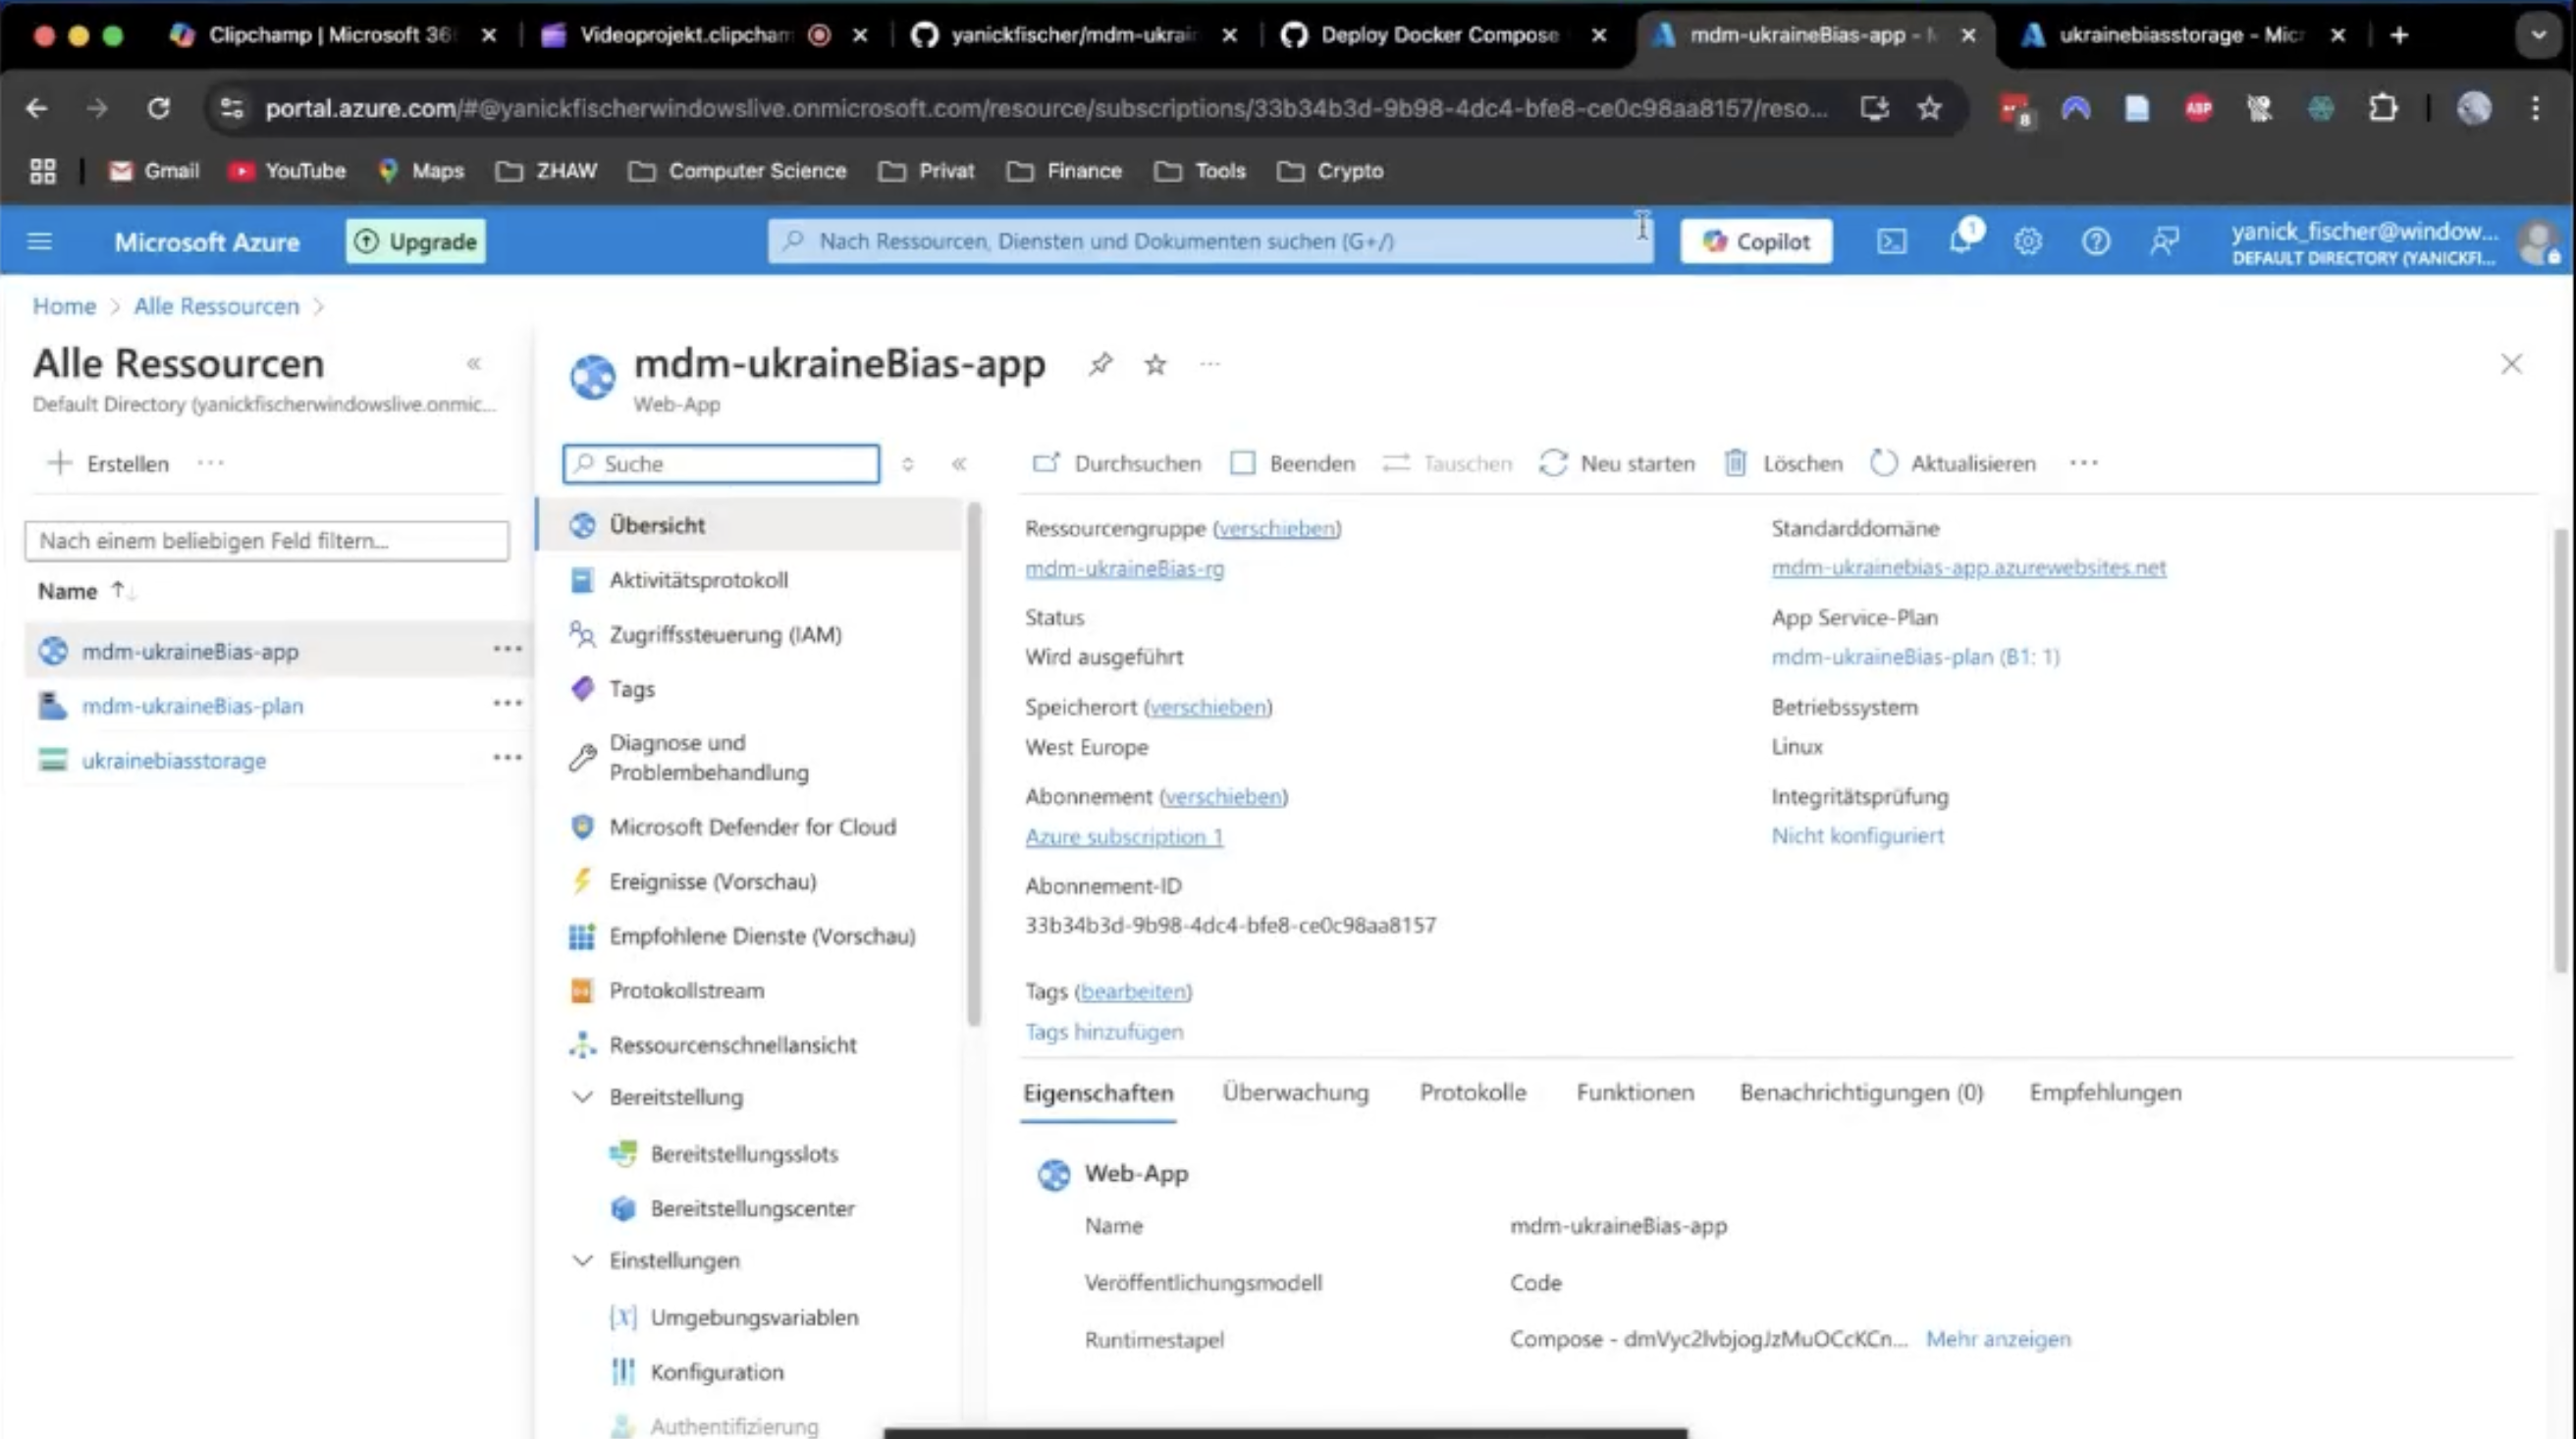 Clipchamp | Microsoft 36
Videoprojekt.clipcham
yanickfischer/mdm-ukrai
Deploy Docker Compose
mdm-ukraineBias-app - M
ukrainebiasstorage - Micr
portal.azure.com/#@yanickfischerwindowslive.onmicrosoft.com/resource/subscriptions/33b34b3d-9b98-4dc4-bfe8-ce0c98aa8157/reso...
8
ABP
Gmail
YouTube
Maps
ZHAW
Computer Science
Privat
Finance
Tools
Crypto
Microsoft Azure
Upgrade
Nach Ressourcen, Diensten und Dokumenten suchen (G+/)
Copilot
1
yanick_fischer@window...
DEFAULT DIRECTORY (YANICKFI...
Home > Alle Ressourcen >
Alle Ressourcen
Default Directory (yanickfischerwindowslive.onmic...
Erstellen
Nach einem beliebigen Feld filtern...
Name
mdm-ukraineBias-app
mdm-ukraineBias-plan
ukrainebiasstorage
mdm-ukraineBias-app
Web-App
Suche
Übersicht
Aktivitätsprotokoll
Zugriffssteuerung (IAM)
Tags
Diagnose und
Problembehandlung
Microsoft Defender for Cloud
Ereignisse (Vorschau)
Empfohlene Dienste (Vorschau)
Protokollstream
Ressourcenschnellansicht
Bereitstellung
Bereitstellungsslots
Bereitstellungscenter
Einstellungen
Umgebungsvariablen
Konfiguration
Authentifizierung
Durchsuchen
Beenden
Tauschen
Neu starten
Löschen
Aktualisieren
Ressourcengruppe (verschieben)
mdm-ukraineBias-rg
Status
Wird ausgeführt
Speicherort (verschieben)
West Europe
Abonnement (verschieben)
Azure subscription 1
Abonnement-ID
33b34b3d-9b98-4dc4-bfe8-ce0c98aa8157
Tags (bearbeiten)
Tags hinzufügen
Standarddomäne
mdm-ukrainebias-app.azurewebsites.net
App Service-Plan
mdm-ukraineBias-plan (B1: 1)
Betriebssystem
Linux
Integritätsprüfung
Nicht konfiguriert
Eigenschaften
Überwachung
Protokolle
Funktionen
Benachrichtigungen (0)
Empfehlungen
Web-App
Name
mdm-ukraineBias-app
Veröffentlichungsmodell
Code
Runtimestapel
Compose - dmVyc2lvbjogJzMuOCcKCn...
Mehr anzeigen